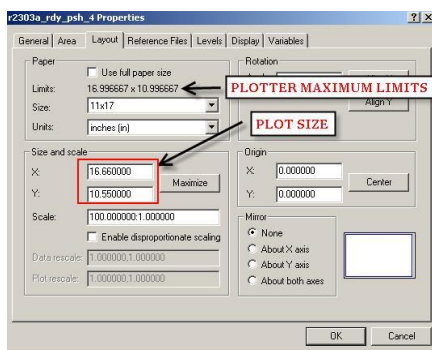 r2303a_rdy_psh_4 Properties
General Area Layout Reference Files Levels Display Variables
Paper
Use full paper size
Limits: 16.996667 x 10.996667
Size: 11x17
Units: inches (in)
Rotation
PLOTTER MAXIMUM LIMITS
Align Y
PLOT SIZE
Size and scale
X: 16.660000
Y: 10.550000
Maximize
Scale: 100.000000:1.000000
Enable disproportionate scaling
Data rescale: 1.000000,1.000000
Plot rescale: 1.000000,1.000000
Origin
X: 0.000000
Y: 0.000000
Center
Mirror
None
About X axis
About Y axis
About both axes
OK Cancel